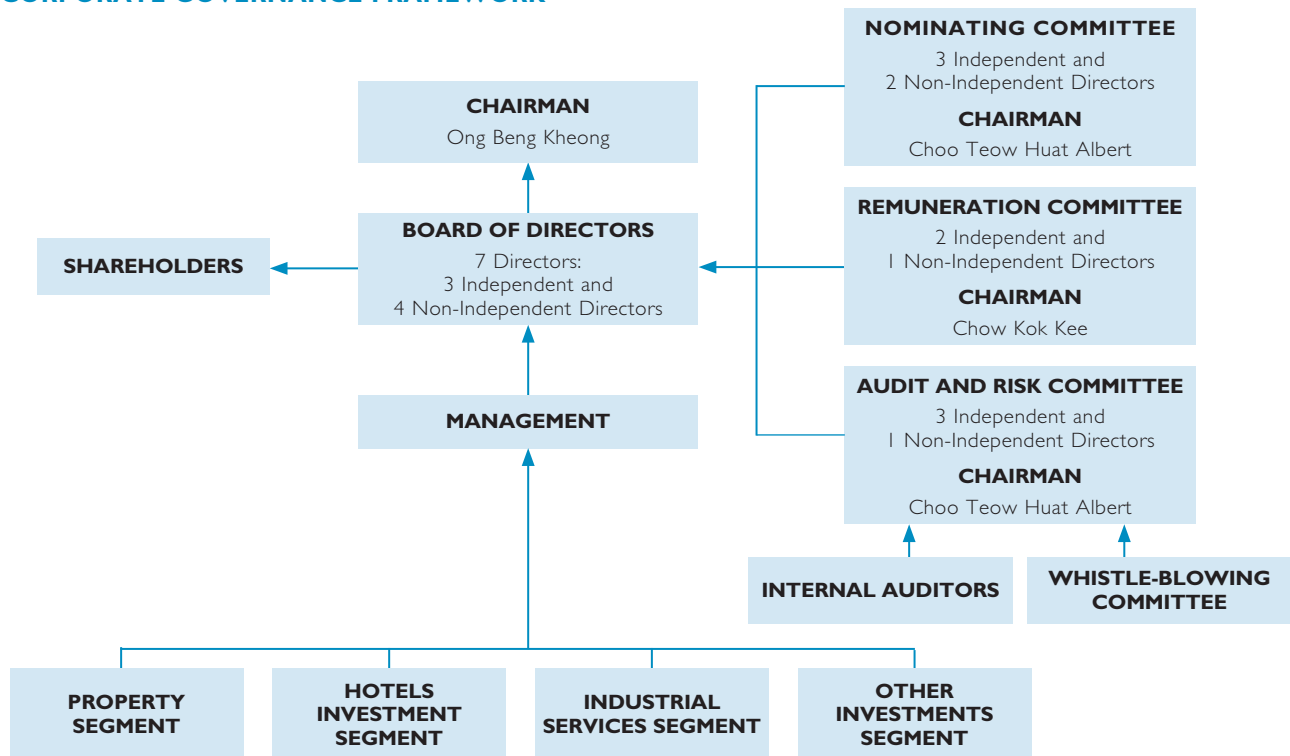 CORPORATE GOVERNANCE FRAMEWORK
NOMINATING COMMITTEE
3 Independent and
2 Non-Independent Directors
CHAIRMAN
Choo Teow Huat Albert
CHAIRMAN
Ong Beng Kheong
REMUNERATION COMMITTEE
2 Independent and
1 Non-Independent Directors
CHAIRMAN
Chow Kok Kee
BOARD OF DIRECTORS
7 Directors:
3 Independent and
4 Non-Independent Directors
SHAREHOLDERS
AUDIT AND RISK COMMITTEE
3 Independent and
1 Non-Independent Directors
CHAIRMAN
Choo Teow Huat Albert
MANAGEMENT
INTERNAL AUDITORS
WHISTLE-BLOWING
COMMITTEE
PROPERTY
SEGMENT
HOTELS
INVESTMENT
SEGMENT
INDUSTRIAL
SERVICES SEGMENT
OTHER
INVESTMENTS
SEGMENT